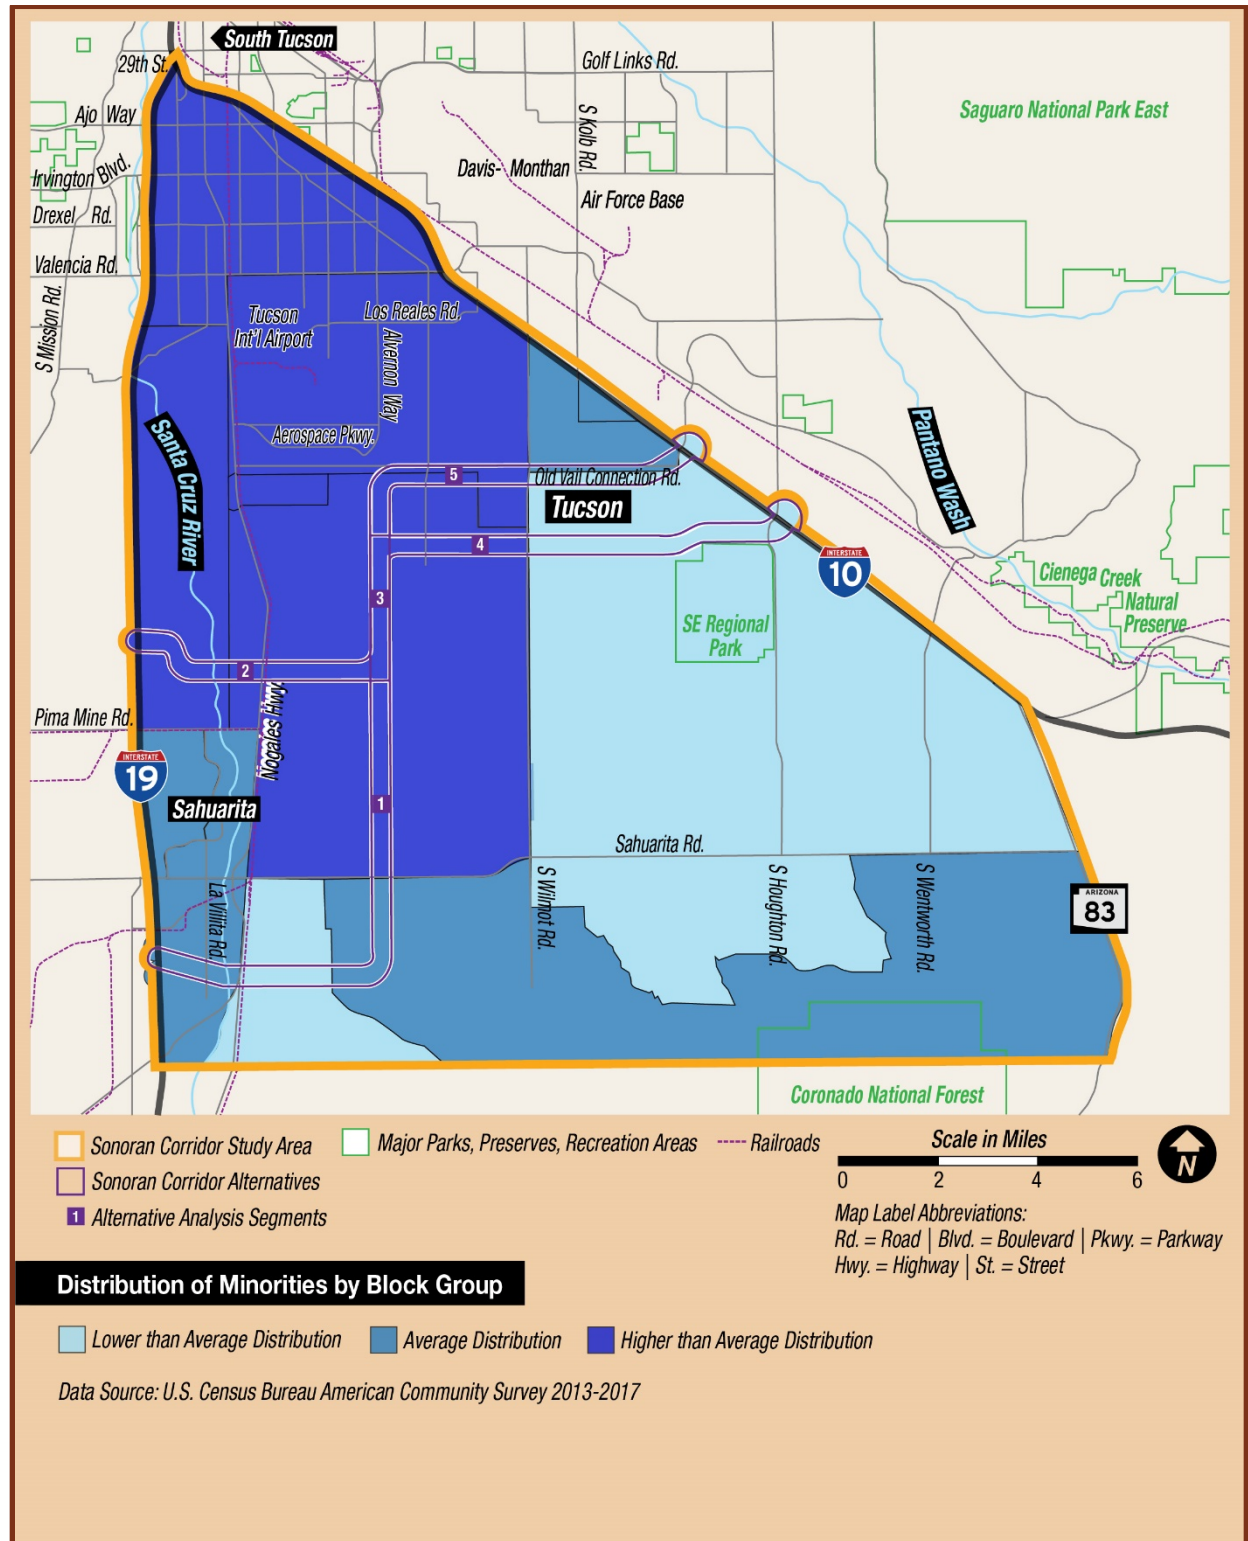 South Tucson
29th St.
Golf Links Rd.
Ajo Way
S Kolb Rd.
Saguaro National Park East
Irvington Blvd.
Davis- Monthan
Air Force Base
Drexel Rd.
Valencia Rd.
S Mission Rd.
Tucson
Int'l Airport
Los Reales Rd.
Alvernon Way
Aerospace Pkwy.
Santa Cruz River
Pantano Wash
5
Old Vail Connection Rd.
Tucson
4
INTERSTATE
10
Cienega Creek
Natural
Preserve
3
SE Regional
Park
2
Pima Mine Rd.
Nogales Hwy.
INTERSTATE
19
Sahuarita
1
Sahuarita Rd.
La Villita Rd.
S Wilmot Rd.
S Houghton Rd.
S Wentworth Rd.
ARIZONA
83
Coronado National Forest
Sonoran Corridor Study Area
Major Parks, Preserves, Recreation Areas
Railroads
Sonoran Corridor Alternatives
1 Alternative Analysis Segments
Scale in Miles
0 2 4 6
N
Map Label Abbreviations:
Rd. = Road | Blvd. = Boulevard | Pkwy. = Parkway
Hwy. = Highway | St. = Street
Distribution of Minorities by Block Group
Lower than Average Distribution
Average Distribution
Higher than Average Distribution
Data Source: U.S. Census Bureau American Community Survey 2013-2017